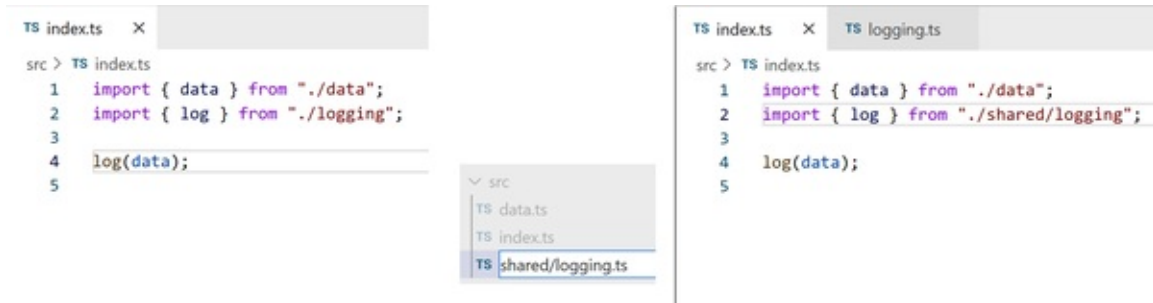 TS index.ts ×
src > TS index.ts
1 import { data } from "./data";
2 import { log } from "./logging";
3
4 log(data);
5
src
TS data.ts
TS index.ts
TS shared/logging.ts
TS index.ts × TS logging.ts
src > TS index.ts
1 import { data } from "./data";
2 import { log } from "./shared/logging";
3
4 log(data);
5